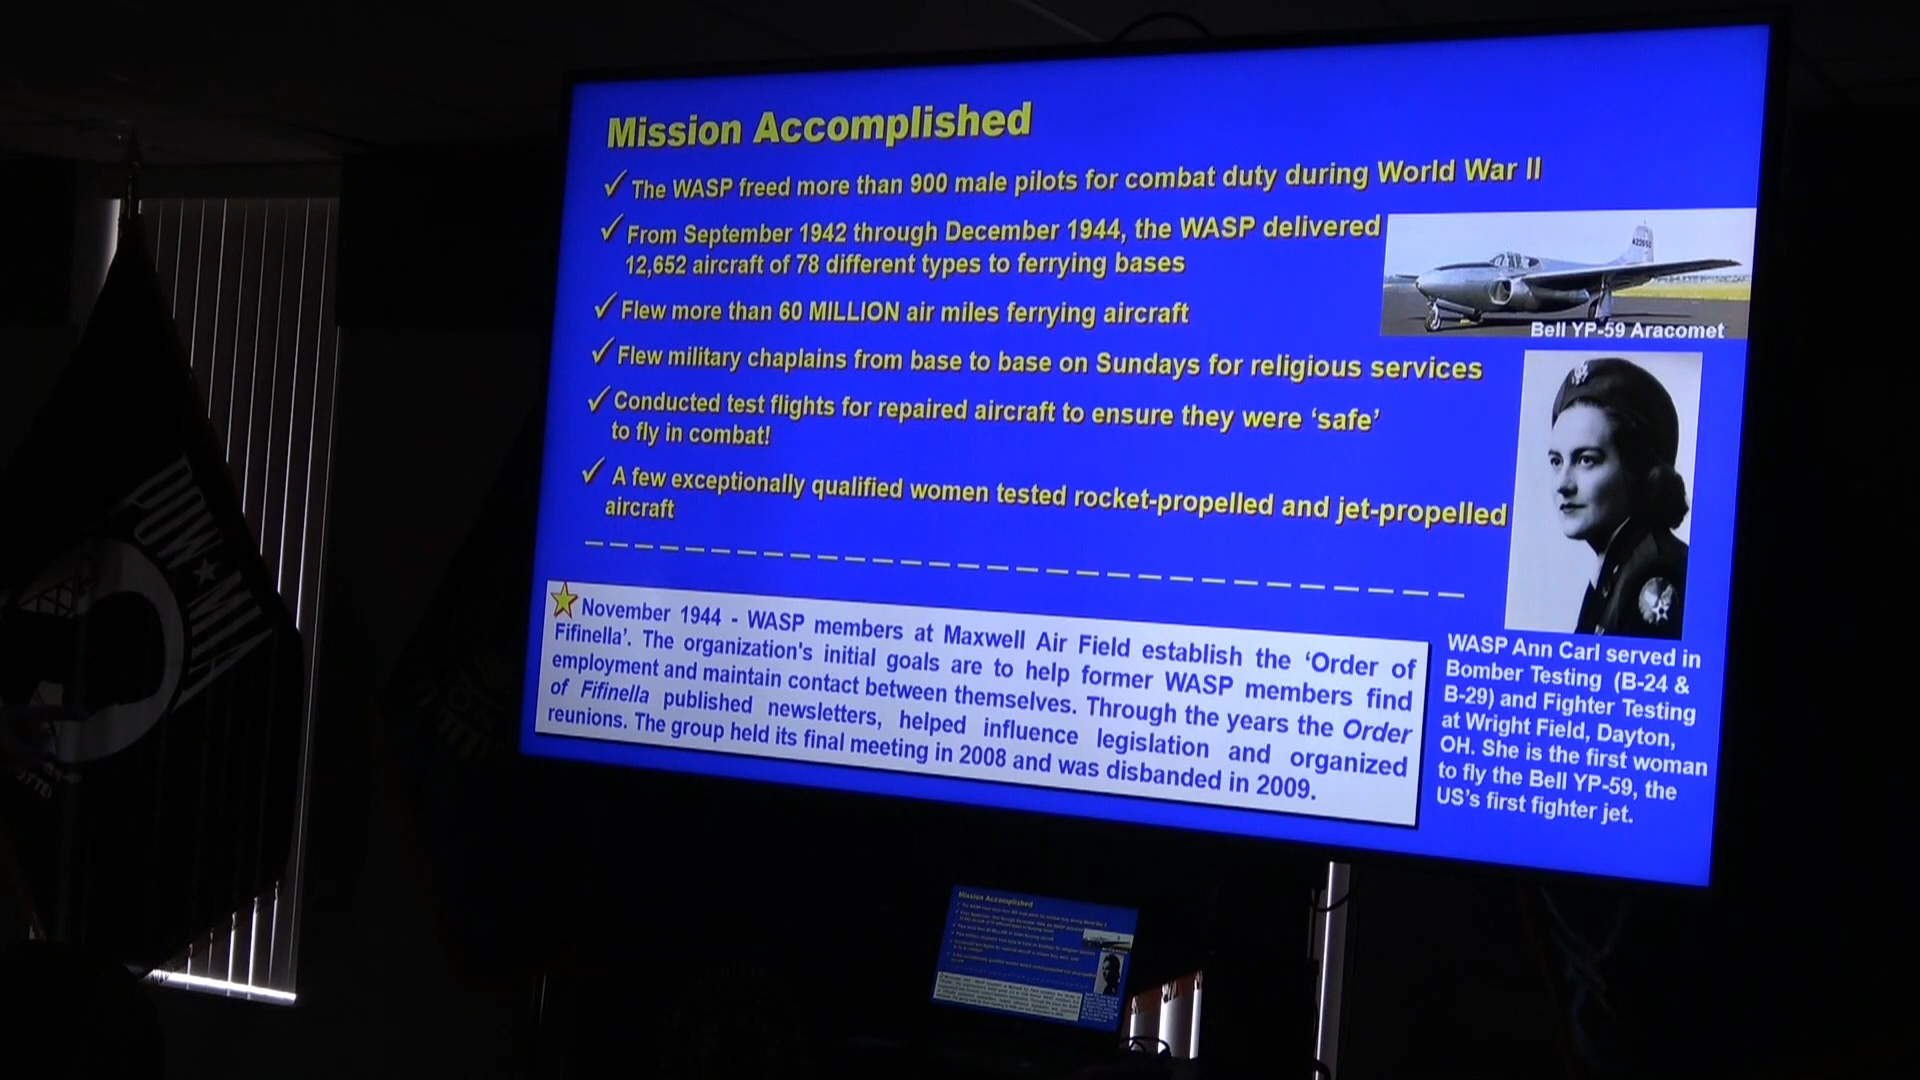 Mission Accomplished
✓ The WASP freed more than 900 male pilots for combat duty during World War II
✓ From September 1942 through December 1944, the WASP delivered
12,652 aircraft of 78 different types to ferrying bases
✓ Flew more than 60 MILLION air miles ferrying aircraft
✓ Flew military chaplains from base to base on Sundays for religious services
✓ Conducted test flights for repaired aircraft to ensure they were ‘safe’
to fly in combat!
✓ A few exceptionally qualified women tested rocket-propelled and jet-propelled
aircraft
Bell YP-59 Aracomet
November 1944 - WASP members at Maxwell Air Field establish the ‘Order of
Fifinella’. The organization's initial goals are to help former WASP members find
employment and maintain contact between themselves. Through the years the Order
of Fifinella published newsletters, helped influence legislation and organized
reunions. The group held its final meeting in 2008 and was disbanded in 2009.
WASP Ann Carl served in
Bomber Testing (B-24 &
B-29) and Fighter Testing
at Wright Field, Dayton,
OH. She is the first woman
to fly the Bell YP-59, the
US’s first fighter jet.
POW★MIA
Mission Accomplished